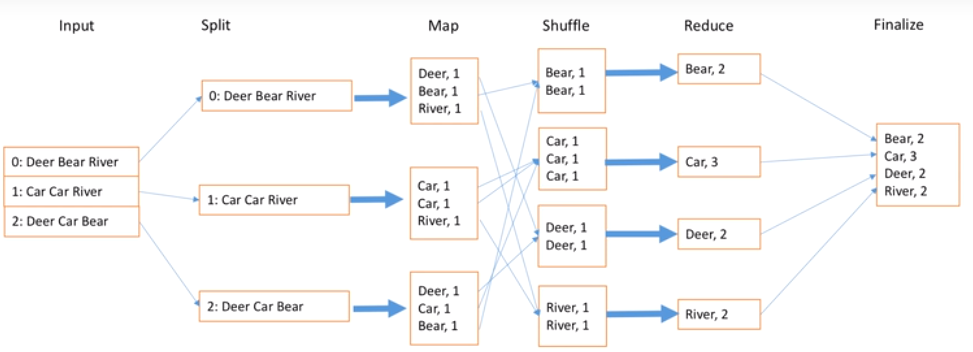 Input
Split
Map
Shuffle
Reduce
Finalize
0: Deer Bear River
1: Car Car River
2: Deer Car Bear
0: Deer Bear River
1: Car Car River
2: Deer Car Bear
Deer, 1
Bear, 1
River, 1
Car, 1
Car, 1
River, 1
Deer, 1
Car, 1
Bear, 1
Bear, 1
Bear, 1
Car, 1
Car, 1
Car, 1
Deer, 1
Deer, 1
River, 1
River, 1
Bear, 2
Car, 3
Deer, 2
River, 2
Bear, 2
Car, 3
Deer, 2
River, 2